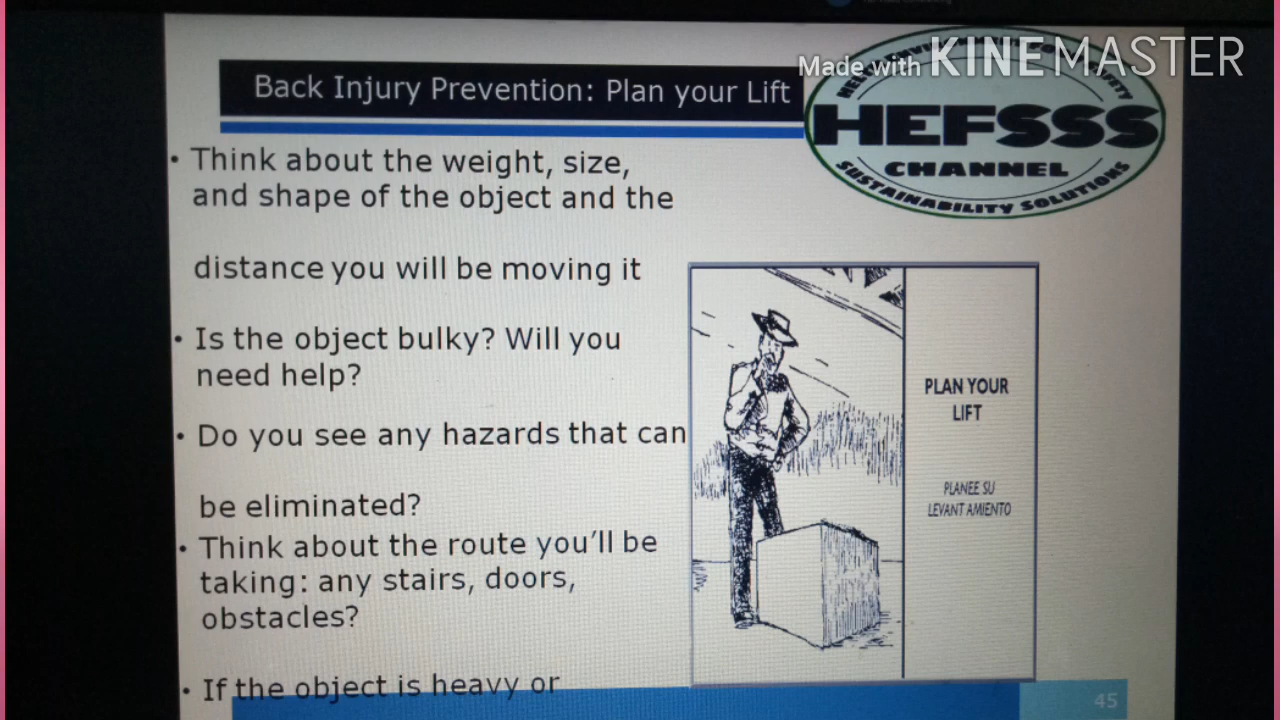 Made with KINEMASTER
Back Injury Prevention: Plan your Lift
HEFSSS
CHANNEL
SUSTAINABILITY SOLUTIONS
• Think about the weight, size,
and shape of the object and the
distance you will be moving it
• Is the object bulky? Will you
need help?
• Do you see any hazards that can
be eliminated?
• Think about the route you’ll be
taking: any stairs, doors,
obstacles?
• If the object is heavy or
PLAN YOUR
LIFT
PLANEE SU
LEVANT AMIENTO
45